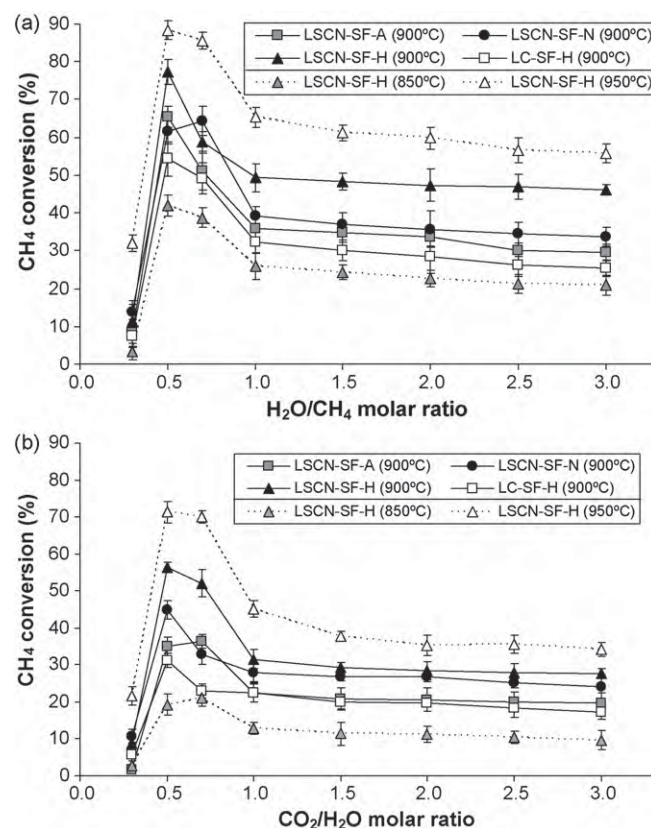 (a)
90
80
70
60
50
40
30
20
10
0
CH₄ conversion (%)
LSCN-SF-A (900ºC) LSCN-SF-N (900ºC)
LSCN-SF-H (900ºC) LC-SF-H (900ºC)
LSCN-SF-H (850ºC) LSCN-SF-H (950ºC)
0.0 0.5 1.0 1.5 2.0 2.5 3.0
H₂O/CH₄ molar ratio
(b)
90
80
70
60
50
40
30
20
10
0
CH₄ conversion (%)
LSCN-SF-A (900ºC) LSCN-SF-N (900ºC)
LSCN-SF-H (900ºC) LC-SF-H (900ºC)
LSCN-SF-H (850ºC) LSCN-SF-H (950ºC)
0.0 0.5 1.0 1.5 2.0 2.5 3.0
CO₂/H₂O molar ratio